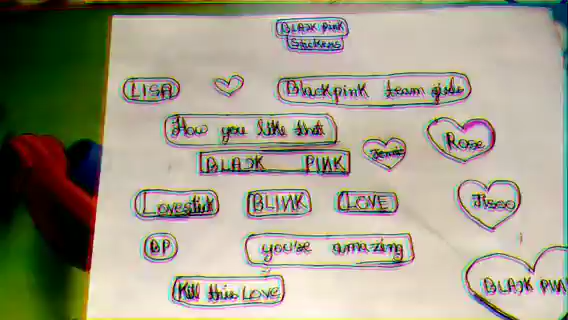 BLACK PINK
Stickers
LISA
Blackpink team girls
How you like that
BLACK PINK
Jennie
Rose
Lovesick
BLINK
LOVE
Jisoo
BP
you're amazing
BLACK PINK
Kill this LOVE